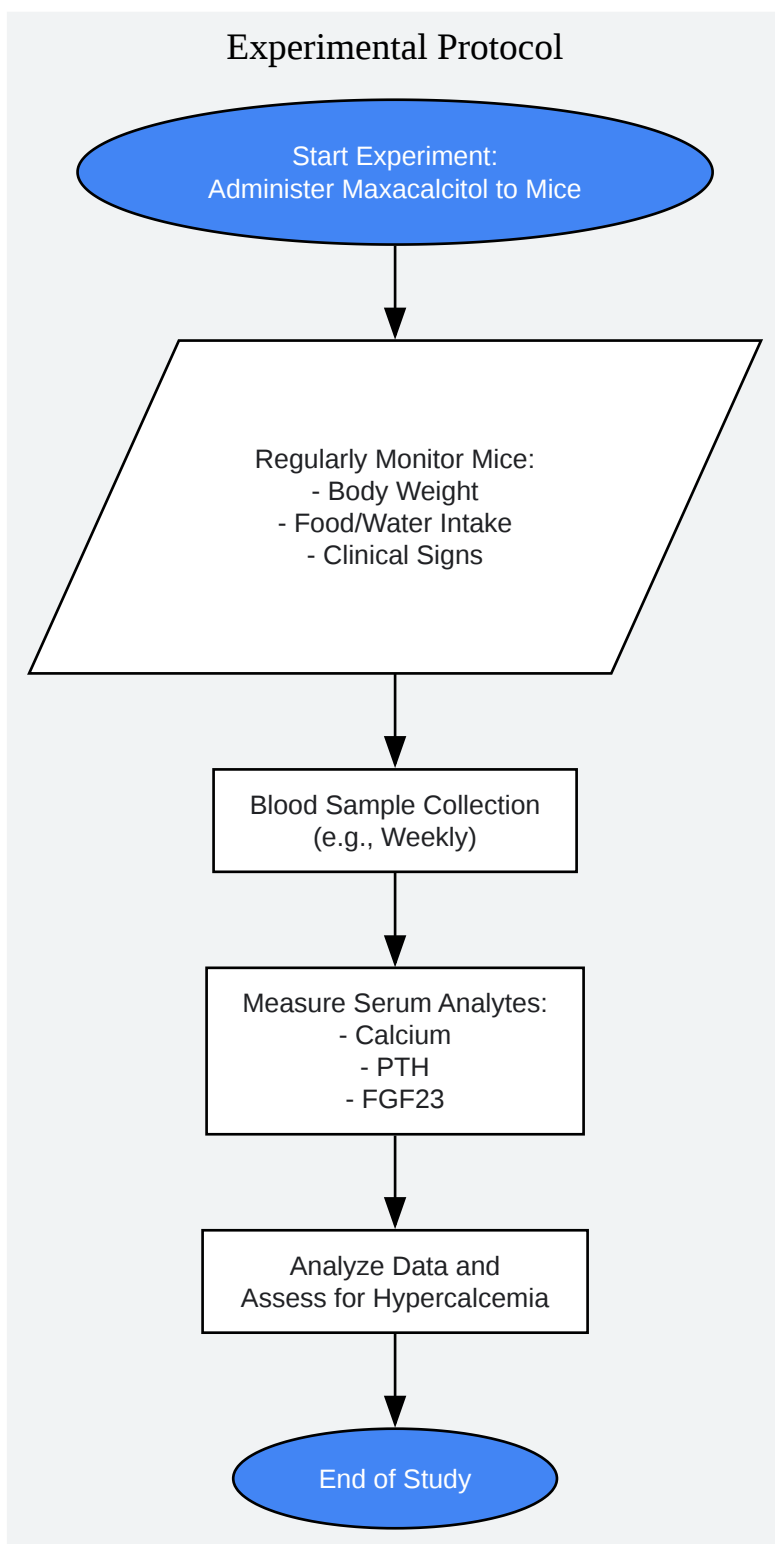 Experimental Protocol
Start Experiment:
Administer Maxacalcitol to Mice
Regularly Monitor Mice:
- Body Weight
- Food/Water Intake
- Clinical Signs
Blood Sample Collection
(e.g., Weekly)
Measure Serum Analytes:
- Calcium
- PTH
- FGF23
Analyze Data and
Assess for Hypercalcemia
End of Study